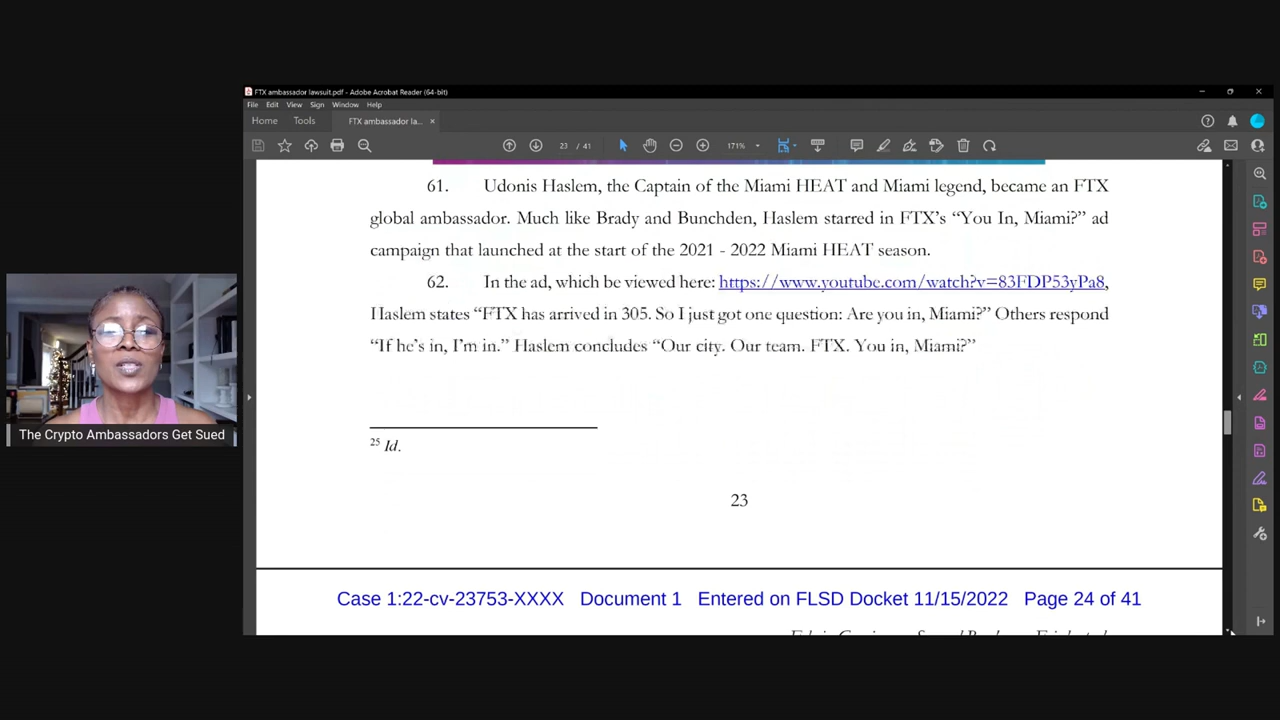 FTX ambassador lawsuit.pdf - Adobe Acrobat Reader (64-bit)
File Edit View Sign Window Help
Home Tools FTX ambassador la... ×
23 / 41 171%
61. Udonis Haslem, the Captain of the Miami HEAT and Miami legend, became an FTX
global ambassador. Much like Brady and Bunchden, Haslem starred in FTX’s “You In, Miami?” ad
campaign that launched at the start of the 2021 - 2022 Miami HEAT season.
62. In the ad, which be viewed here: https://www.youtube.com/watch?v=83FDP53yPa8,
Haslem states “FTX has arrived in 305. So I just got one question: Are you in, Miami?” Others respond
“If he’s in, I’m in.” Haslem concludes “Our city. Our team. FTX. You in, Miami?”
The Crypto Ambassadors Get Sued
25 Id.
23
Case 1:22-cv-23753-XXXX Document 1 Entered on FLSD Docket 11/15/2022 Page 24 of 41